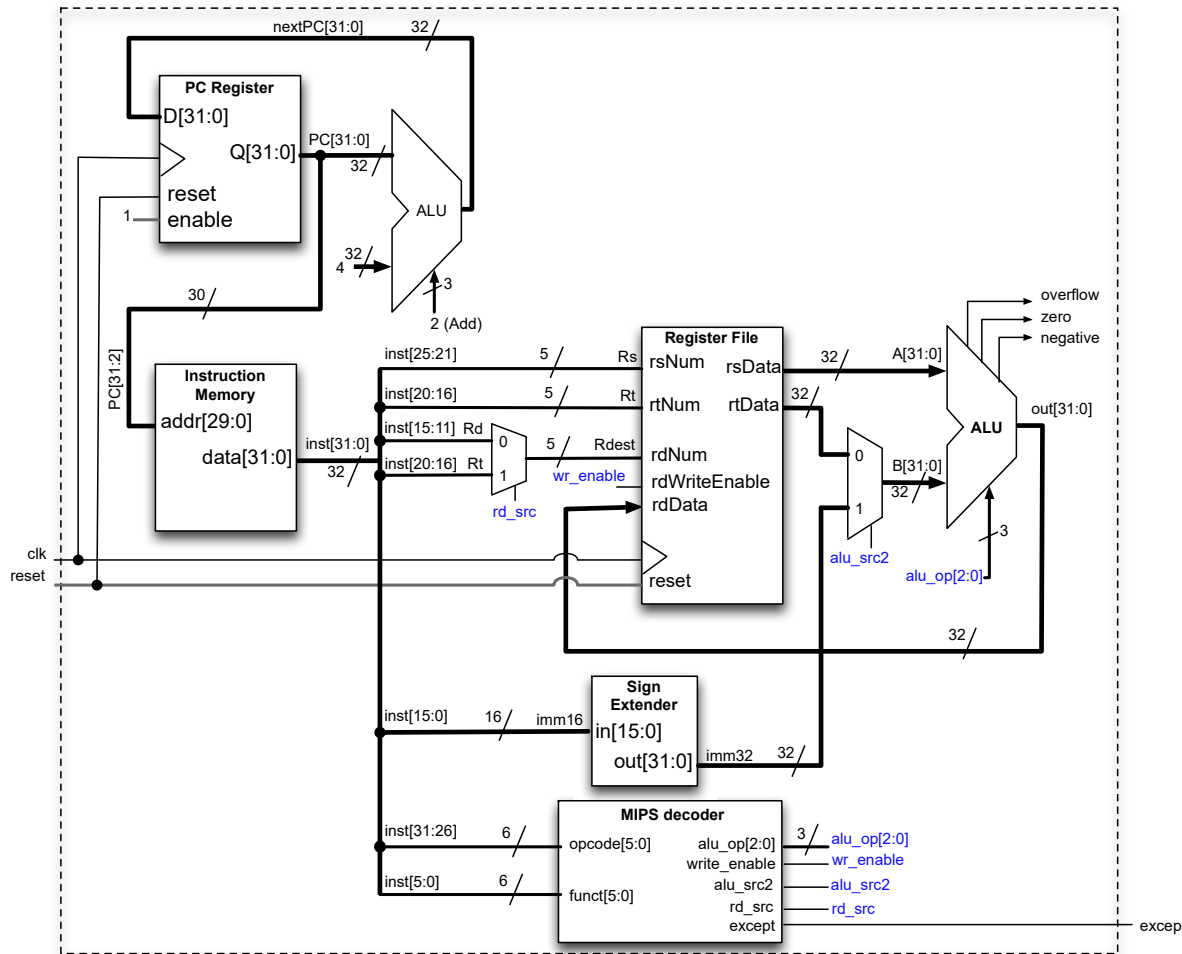 nextPC[31:0]
32
PC Register
D[31:0]
Q[31:0]
PC[31:0]
32
reset
1
enable
ALU
32
4
3
2 (Add)
30
PC[31:2]
Instruction
Memory
addr[29:0]
data[31:0]
inst[31:0]
32
inst[25:21]
5
Rs
inst[20:16]
5
Rt
inst[15:11]
Rd
0
inst[20:16]
Rt
1
rd_src
5
Rdest
wr_enable
Register File
rsNum
rsData
rtNum
rtData
rdNum
rdWriteEnable
rdData
reset
32
A[31:0]
32
0
B[31:0]
32
1
alu_src2
overflow
zero
negative
ALU
out[31:0]
3
alu_op[2:0]
32
clk
reset
inst[15:0]
16
imm16
Sign
Extender
in[15:0]
out[31:0]
imm32
32
MIPS decoder
inst[31:26]
6
opcode[5:0]
inst[5:0]
6
funct[5:0]
alu_op[2:0]
3
alu_op[2:0]
write_enable
wr_enable
alu_src2
alu_src2
rd_src
rd_src
except
excep